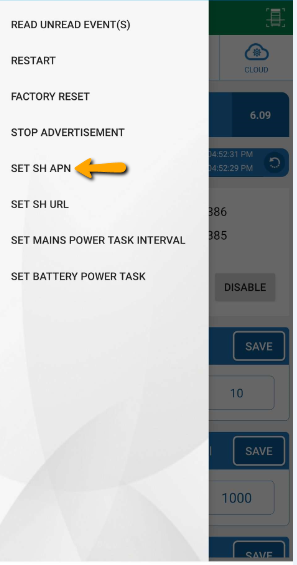 READ UNREAD EVENT(S)
RESTART
FACTORY RESET
STOP ADVERTISEMENT
SET SH APN
SET SH URL
SET MAINS POWER TASK INTERVAL
SET BATTERY POWER TASK
CLOUD
6.09
04:52:31 PM
04:52:29 PM
386
385
DISABLE
SAVE
10
SAVE
1000
SAVE